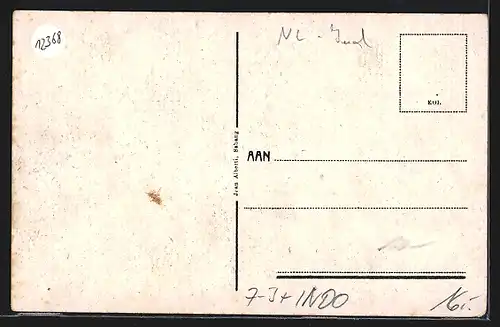 12368
NL - Ind
KOL.
AAN
Jean Alberti, Sabang
7-3+ INDO
16.-